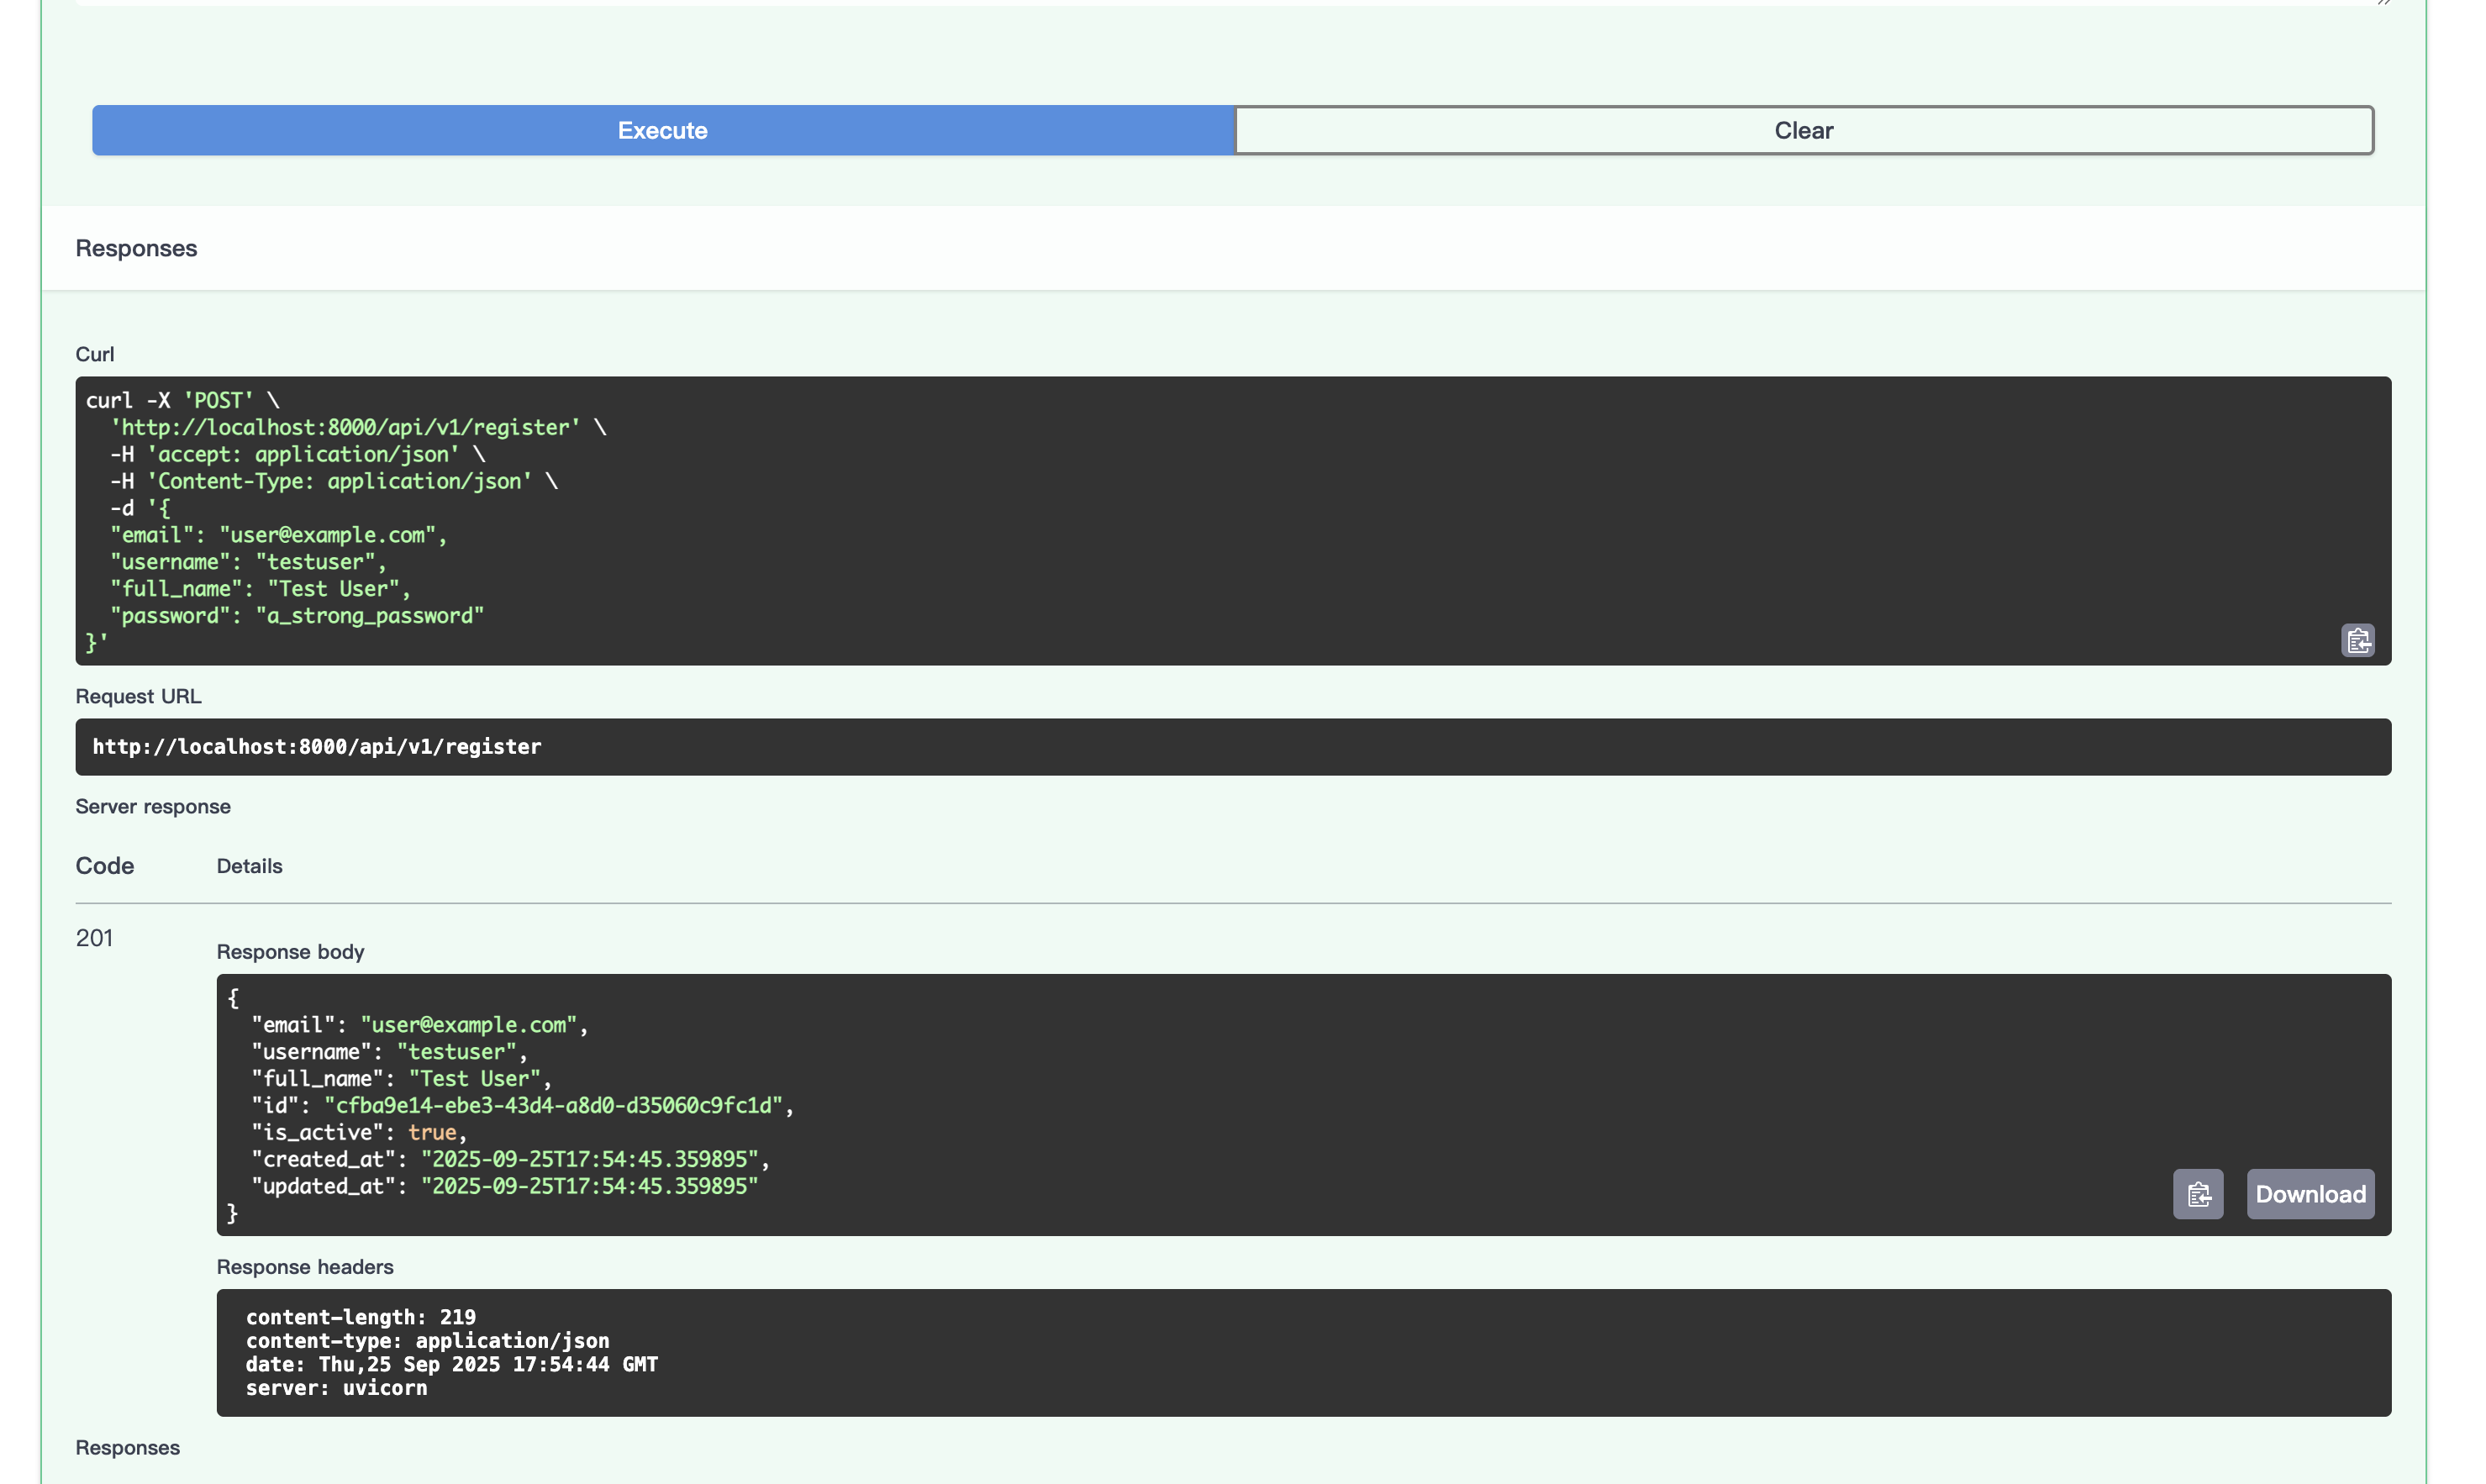 Execute
Clear
Responses
Curl
curl -X 'POST' \
  'http://localhost:8000/api/v1/register' \
  -H 'accept: application/json' \
  -H 'Content-Type: application/json' \
  -d '{
  "email": "user@example.com",
  "username": "testuser",
  "full_name": "Test User",
  "password": "a_strong_password"
}'
Request URL
http://localhost:8000/api/v1/register
Server response
Code Details
201
Response body
{
  "email": "user@example.com",
  "username": "testuser",
  "full_name": "Test User",
  "id": "cfba9e14-ebe3-43d4-a8d0-d35060c9fc1d",
  "is_active": true,
  "created_at": "2025-09-25T17:54:45.359895",
  "updated_at": "2025-09-25T17:54:45.359895"
}
Download
Response headers
content-length: 219
content-type: application/json
date: Thu,25 Sep 2025 17:54:44 GMT
server: uvicorn
Responses